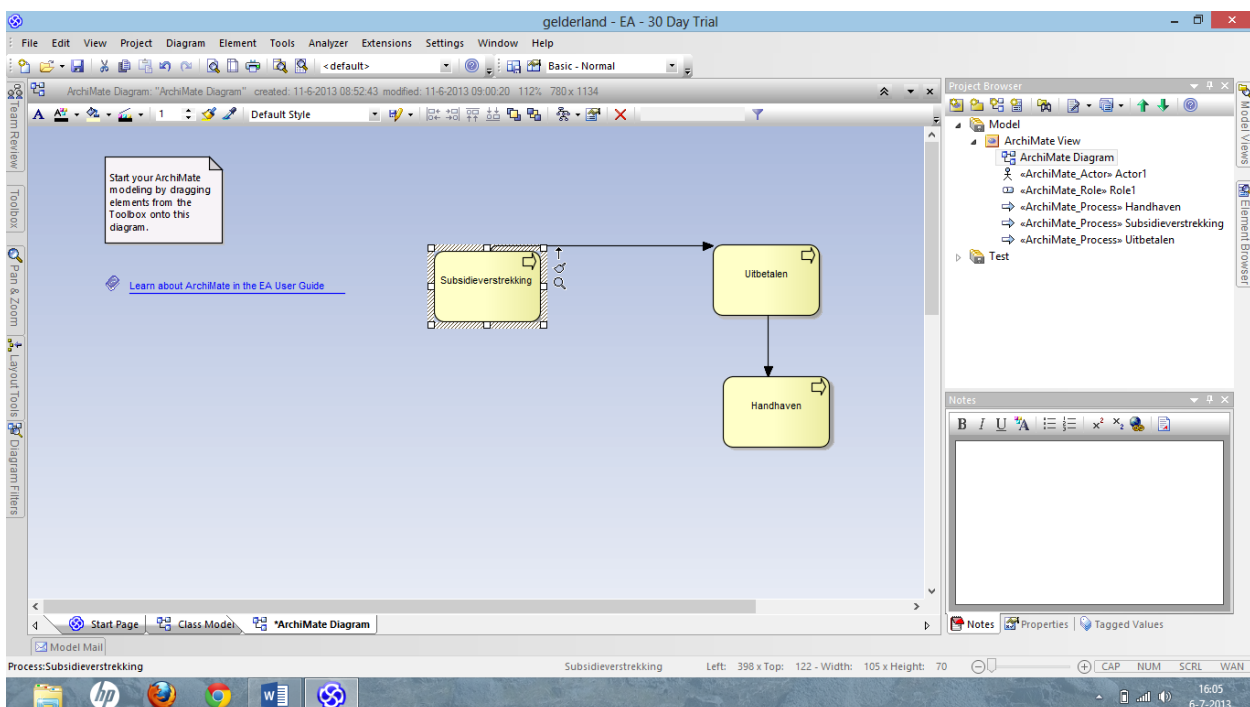 gelderland - EA - 30 Day Trial
File Edit View Project Diagram Element Tools Analyzer Extensions Settings Window Help
<default> Basic - Normal
ArchiMate Diagram: "ArchiMate Diagram" created: 11-6-2013 08:52:43 modified: 11-6-2013 09:00:20 112% 780 x 1134
A 1 Default Style
Team Review
Toolbox
Pan & Zoom
Layout Tools
Diagram Filters
Start your ArchiMate
modeling by dragging
elements from the
Toolbox onto this
diagram.
Learn about ArchiMate in the EA User Guide
Subsidieverstrekking
Uitbetalen
Handhaven
Project Browser
Model
ArchiMate View
ArchiMate Diagram
«ArchiMate_Actor» Actor1
«ArchiMate_Role» Role1
«ArchiMate_Process» Handhaven
«ArchiMate_Process» Subsidieverstrekking
«ArchiMate_Process» Uitbetalen
Test
Model Views
Element Browser
Notes
B I U A x² x₂
Notes Properties Tagged Values
Start Page Class Model *ArchiMate Diagram
Model Mail
Process:Subsidieverstrekking Subsidieverstrekking Left: 398 x Top: 122 - Width: 105 x Height: 70 CAP NUM SCRL WAN
hp W
16:05
6-7-2013